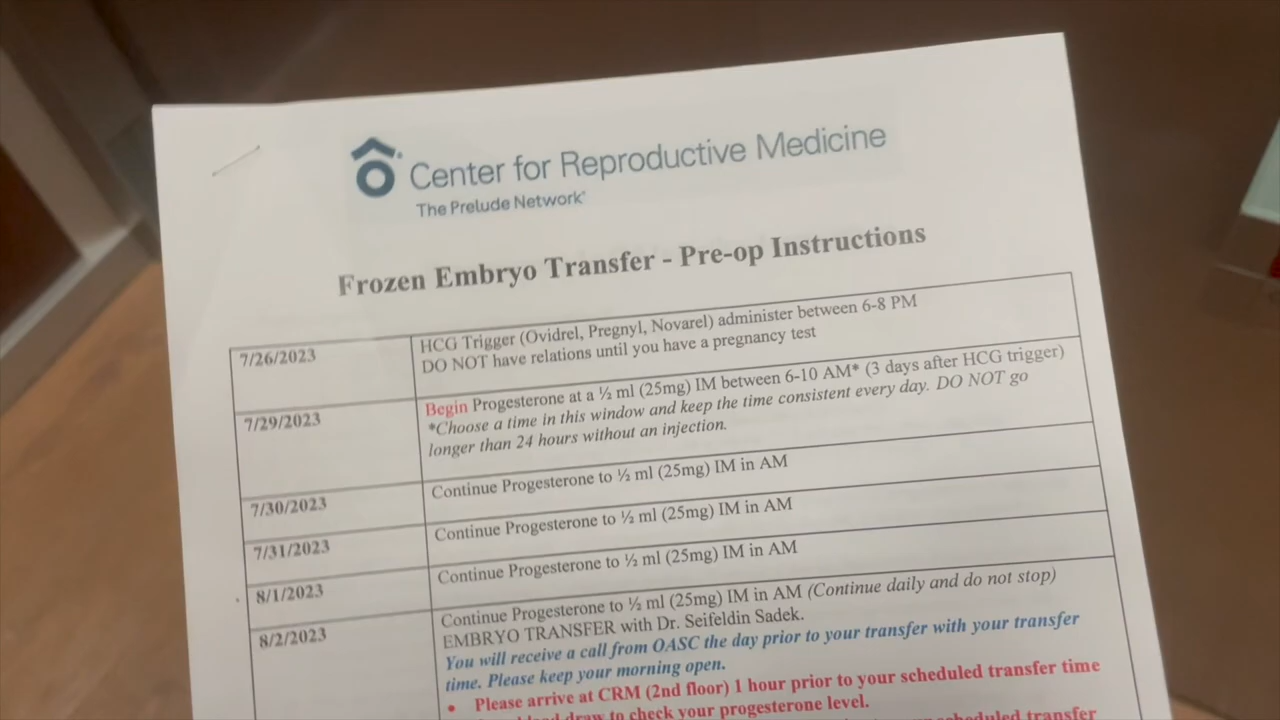 Center for Reproductive Medicine
The Prelude Network
Frozen Embryo Transfer - Pre-op Instructions
7/26/2023
HCG Trigger (Ovidrel, Pregnyl, Novarel) administer between 6-8 PM
DO NOT have relations until you have a pregnancy test
7/29/2023
Begin Progesterone at a ½ ml (25mg) IM between 6-10 AM* (3 days after HCG trigger)
*Choose a time in this window and keep the time consistent every day. DO NOT go
longer than 24 hours without an injection.
7/30/2023
Continue Progesterone to ½ ml (25mg) IM in AM
7/31/2023
Continue Progesterone to ½ ml (25mg) IM in AM
8/1/2023
Continue Progesterone to ½ ml (25mg) IM in AM
8/2/2023
Continue Progesterone to ½ ml (25mg) IM in AM (Continue daily and do not stop)
EMBRYO TRANSFER with Dr. Seifeldin Sadek.
You will receive a call from OASC the day prior to your transfer with your transfer
time. Please keep your morning open.
• Please arrive at CRM (2nd floor) 1 hour prior to your scheduled transfer time
draw to check your progesterone level.
scheduled transfer